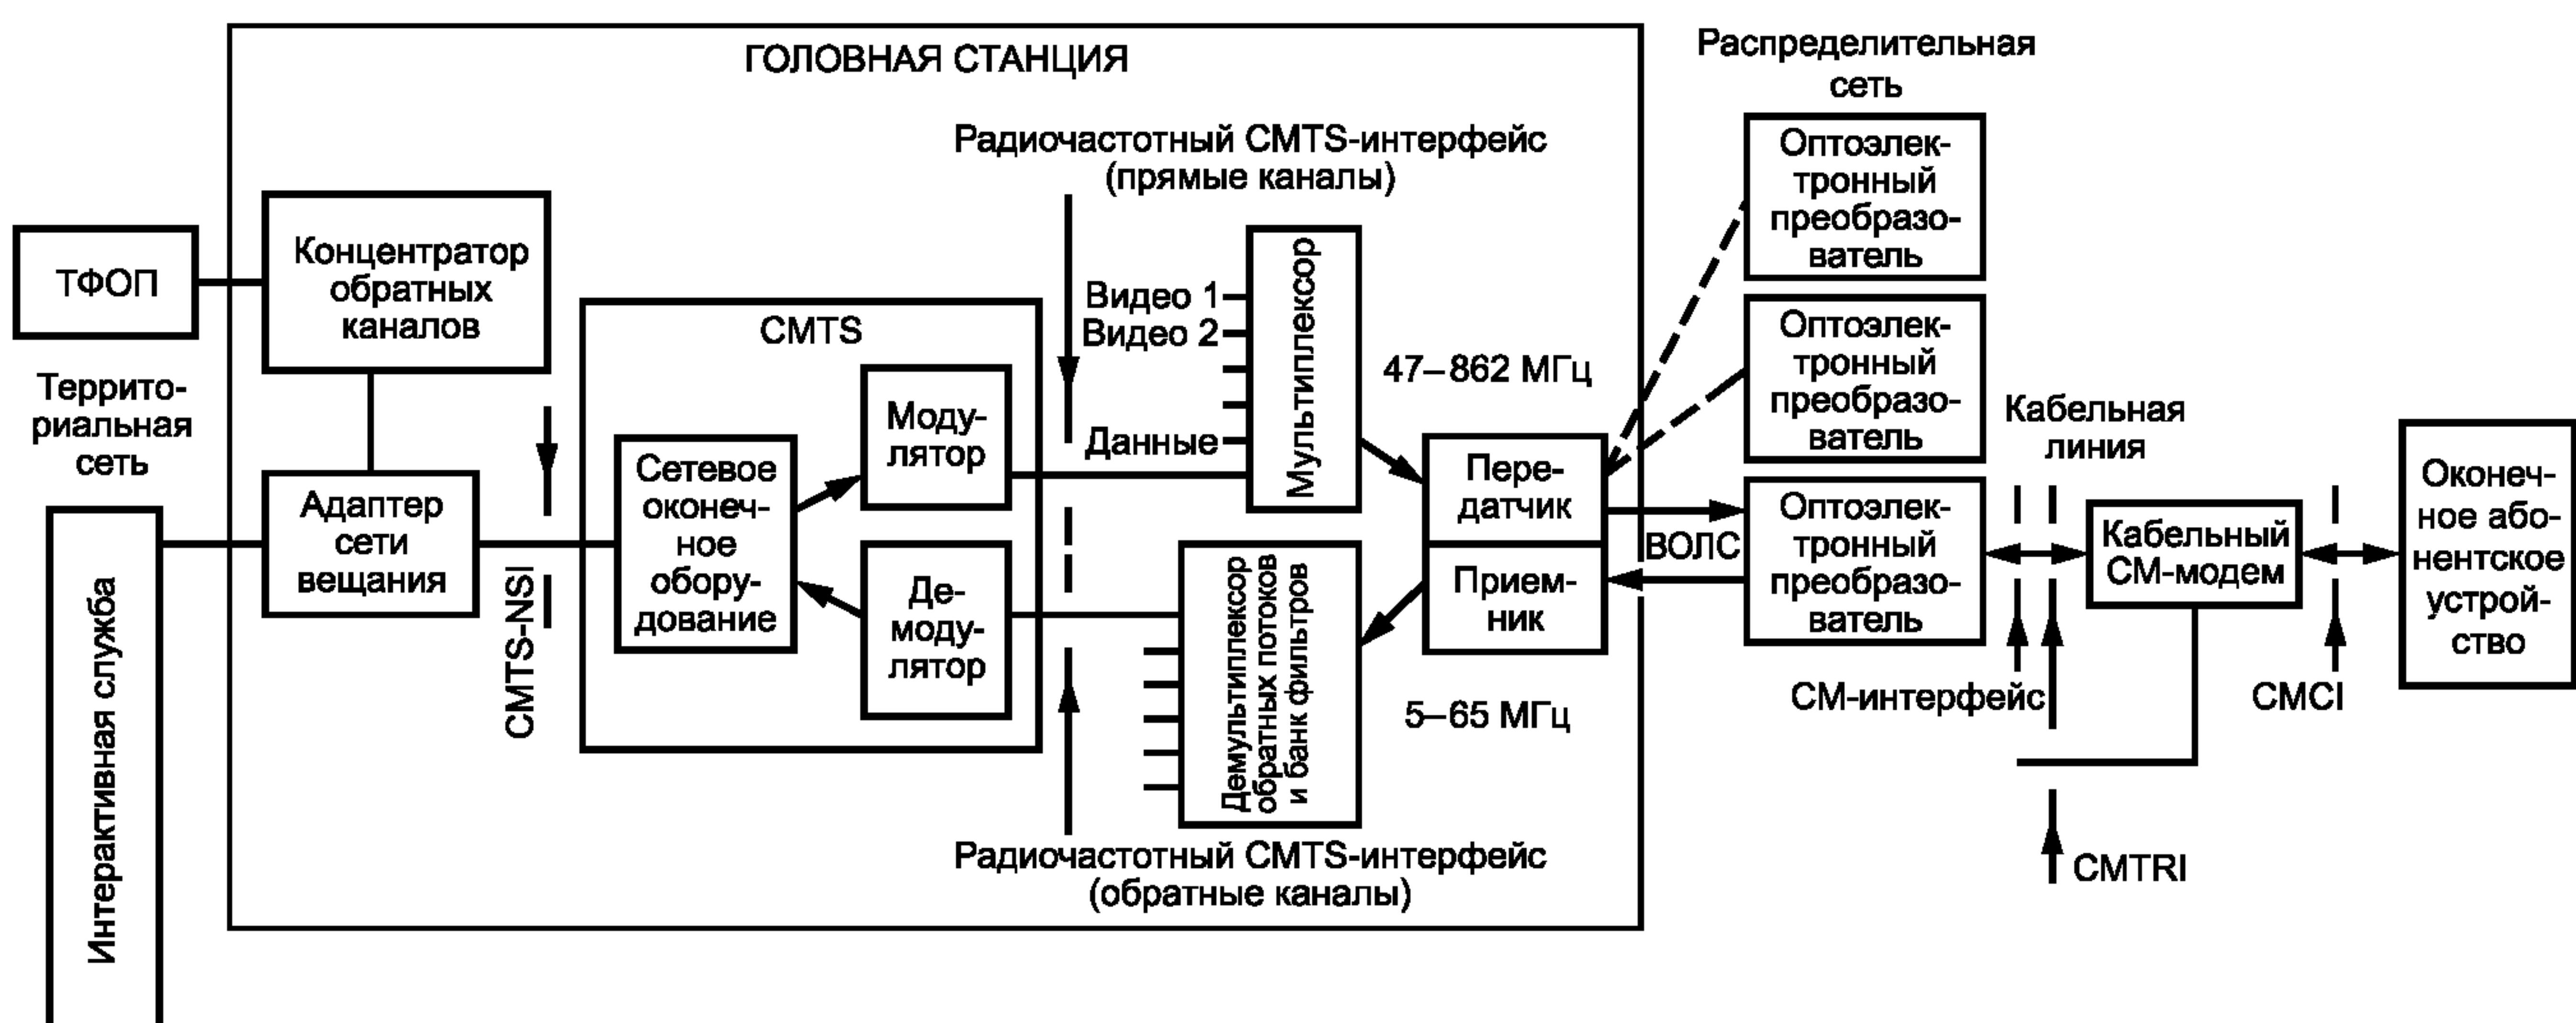 ГОЛОВНАЯ СТАНЦИЯ
Распределительная
сеть
Радиочастотный CMTS-интерфейс
(прямые каналы)
Оптоэлек-
тронный
преобразо-
ватель
ТФОП
Концентратор
обратных
каналов
CMTS
Видео 1
Видео 2
Данные
Мультиплексор
47–862 МГц
Оптоэлек-
тронный
преобразо-
ватель
Кабельная
линия
Террито-
риальная
сеть
Интерактивная служба
Адаптер
сети
вещания
CMTS-NSI
Сетевое
оконеч-
ное
обору-
дование
Моду-
лятор
Де-
моду-
лятор
Демультиплексор
обратных потоков
и банк фильтров
Пере-
датчик
Прием-
ник
5–65 МГц
ВОЛС
Оптоэлек-
тронный
преобразо-
ватель
Кабельный
СМ-модем
Оконеч-
ное або-
нентское
устрой-
ство
СМ-интерфейс
CMCI
CMTRI
Радиочастотный CMTS-интерфейс
(обратные каналы)